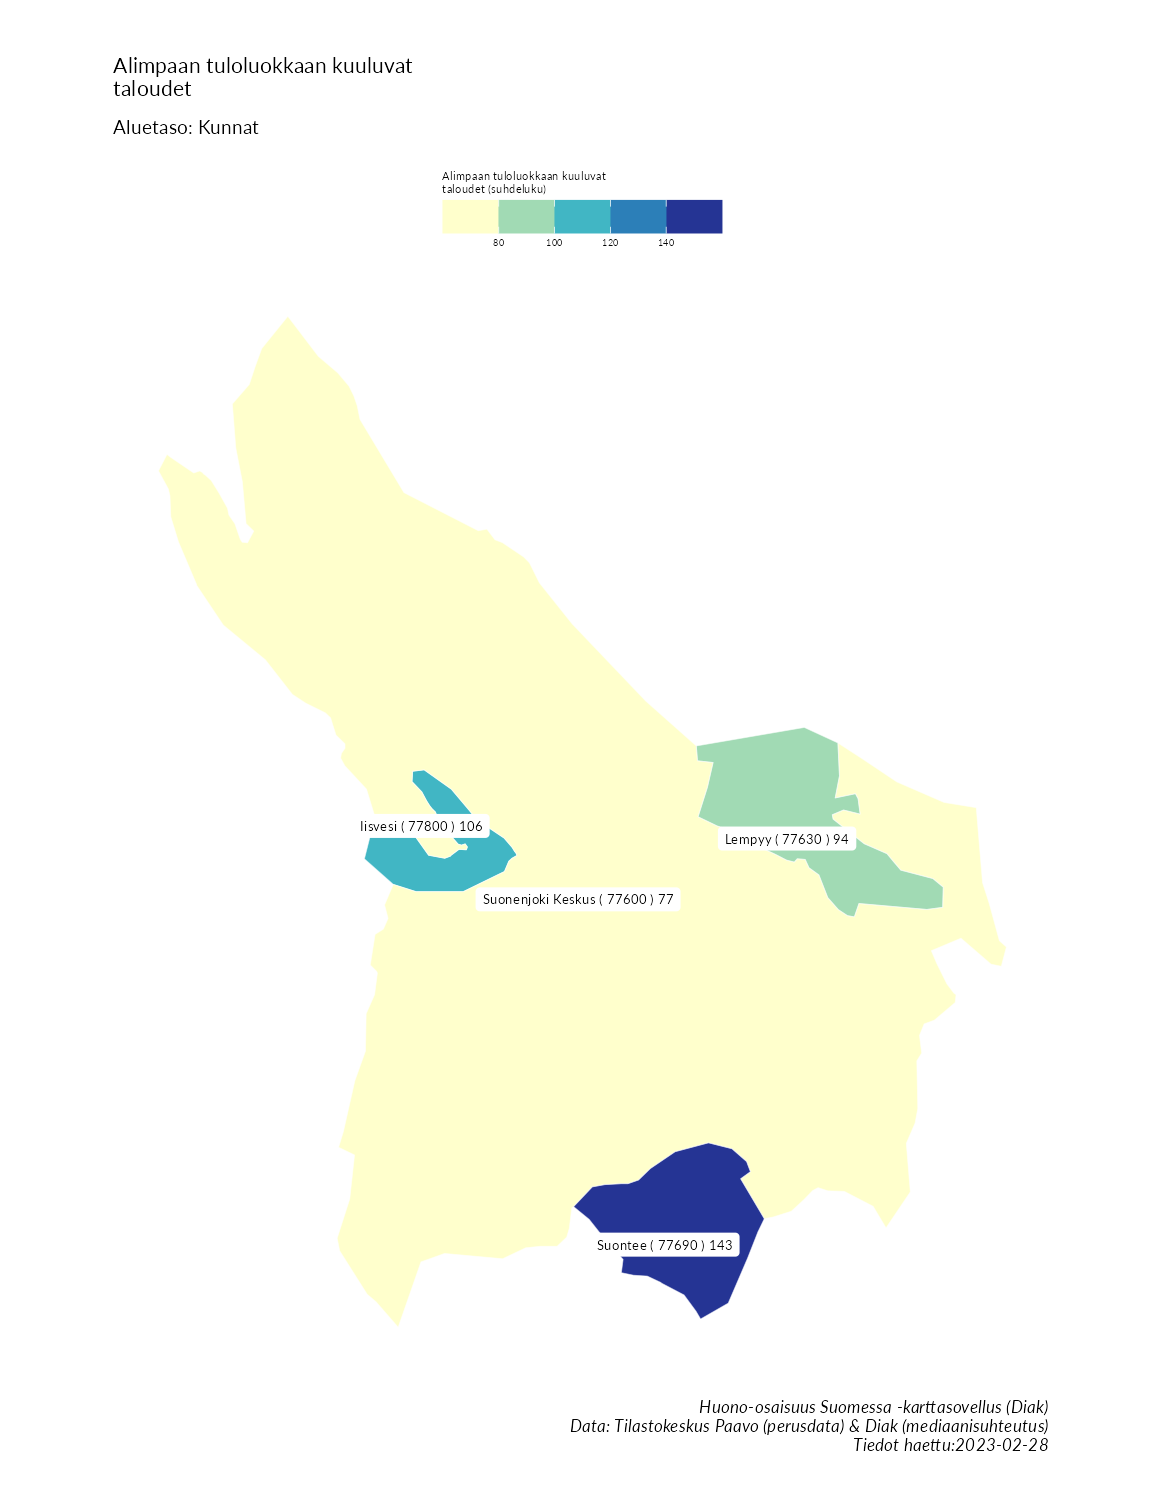 Alimpaan tuloluokkaan kuuluvat
taloudet
Aluetaso: Kunnat
Alimpaan tuloluokkaan kuuluvat
taloudet (suhdeluku)
80 100 120 140
Iisvesi ( 77800 ) 106
Lempyy ( 77630 ) 94
Suonenjoki Keskus ( 77600 ) 77
Suontee ( 77690 ) 143
Huono-osaisuus Suomessa -karttasovellus (Diak)
Data: Tilastokeskus Paavo (perusdata) & Diak (mediaanisuhteutus)
Tiedot haettu:2023-02-28